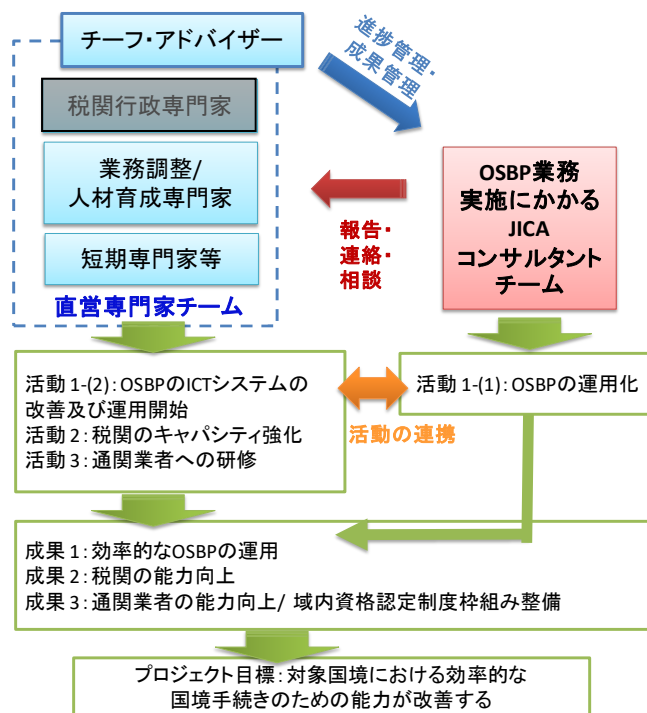 チーフ・アドバイザー
進捗管理・
成果管理
税関行政専門家
業務調整/
人材育成専門家
短期専門家等
直営専門家チーム
報告・
連絡・
相談
OSBP業務
実施にかかる
JICA
コンサルタント
チーム
活動 1-(2):OSBPのICTシステムの
改善及び運用開始
活動 2:税関のキャパシティ強化
活動 3:通関業者への研修
活動の連携
活動 1-(1):OSBPの運用化
成果 1:効率的なOSBPの運用
成果 2:税関の能力向上
成果 3:通関業者の能力向上/ 域内資格認定制度枠組み整備
プロジェクト目標:対象国境における効率的な
国境手続きのための能力が改善する